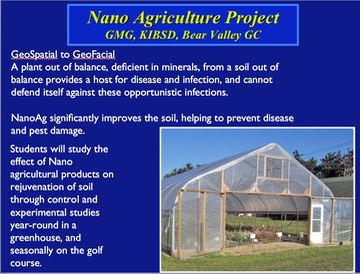 Nano Agriculture Project
GMG, KIBSD, Bear Valley GC
GeoSpatial to GeoFacial
A plant out of balance, deficient in minerals, from a soil out of
balance provides a host for disease and infection, and cannot
defend itself against these opportunistic infections.
NanoAg significantly improves the soil, helping to prevent disease
and pest damage.
Students will study the
effect of Nano
agricultural products on
rejuvenation of soil
through control and
experimental studies
year-round in a
greenhouse, and
seasonally on the golf
course.